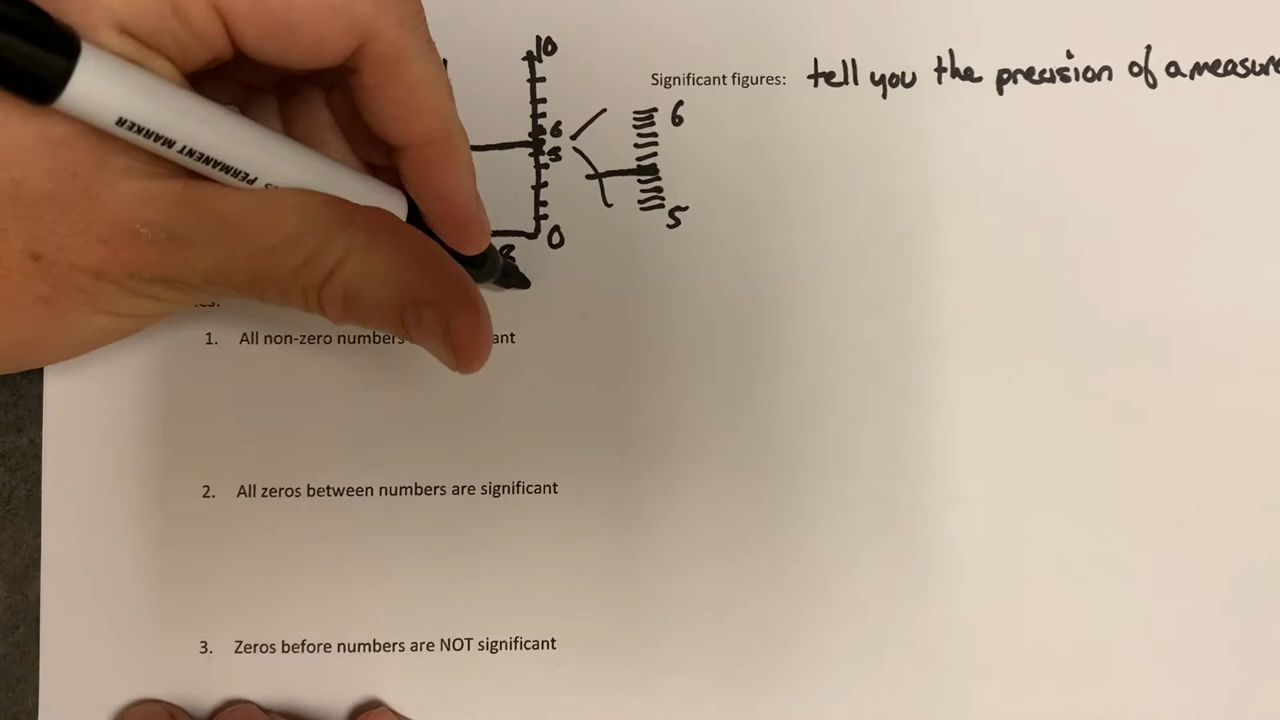 10
Significant figures: tell you the precision of a measure
6
6
5
5
0
PERMANENT MARKER
1. All non-zero numbers ant
2. All zeros between numbers are significant
3. Zeros before numbers are NOT significant